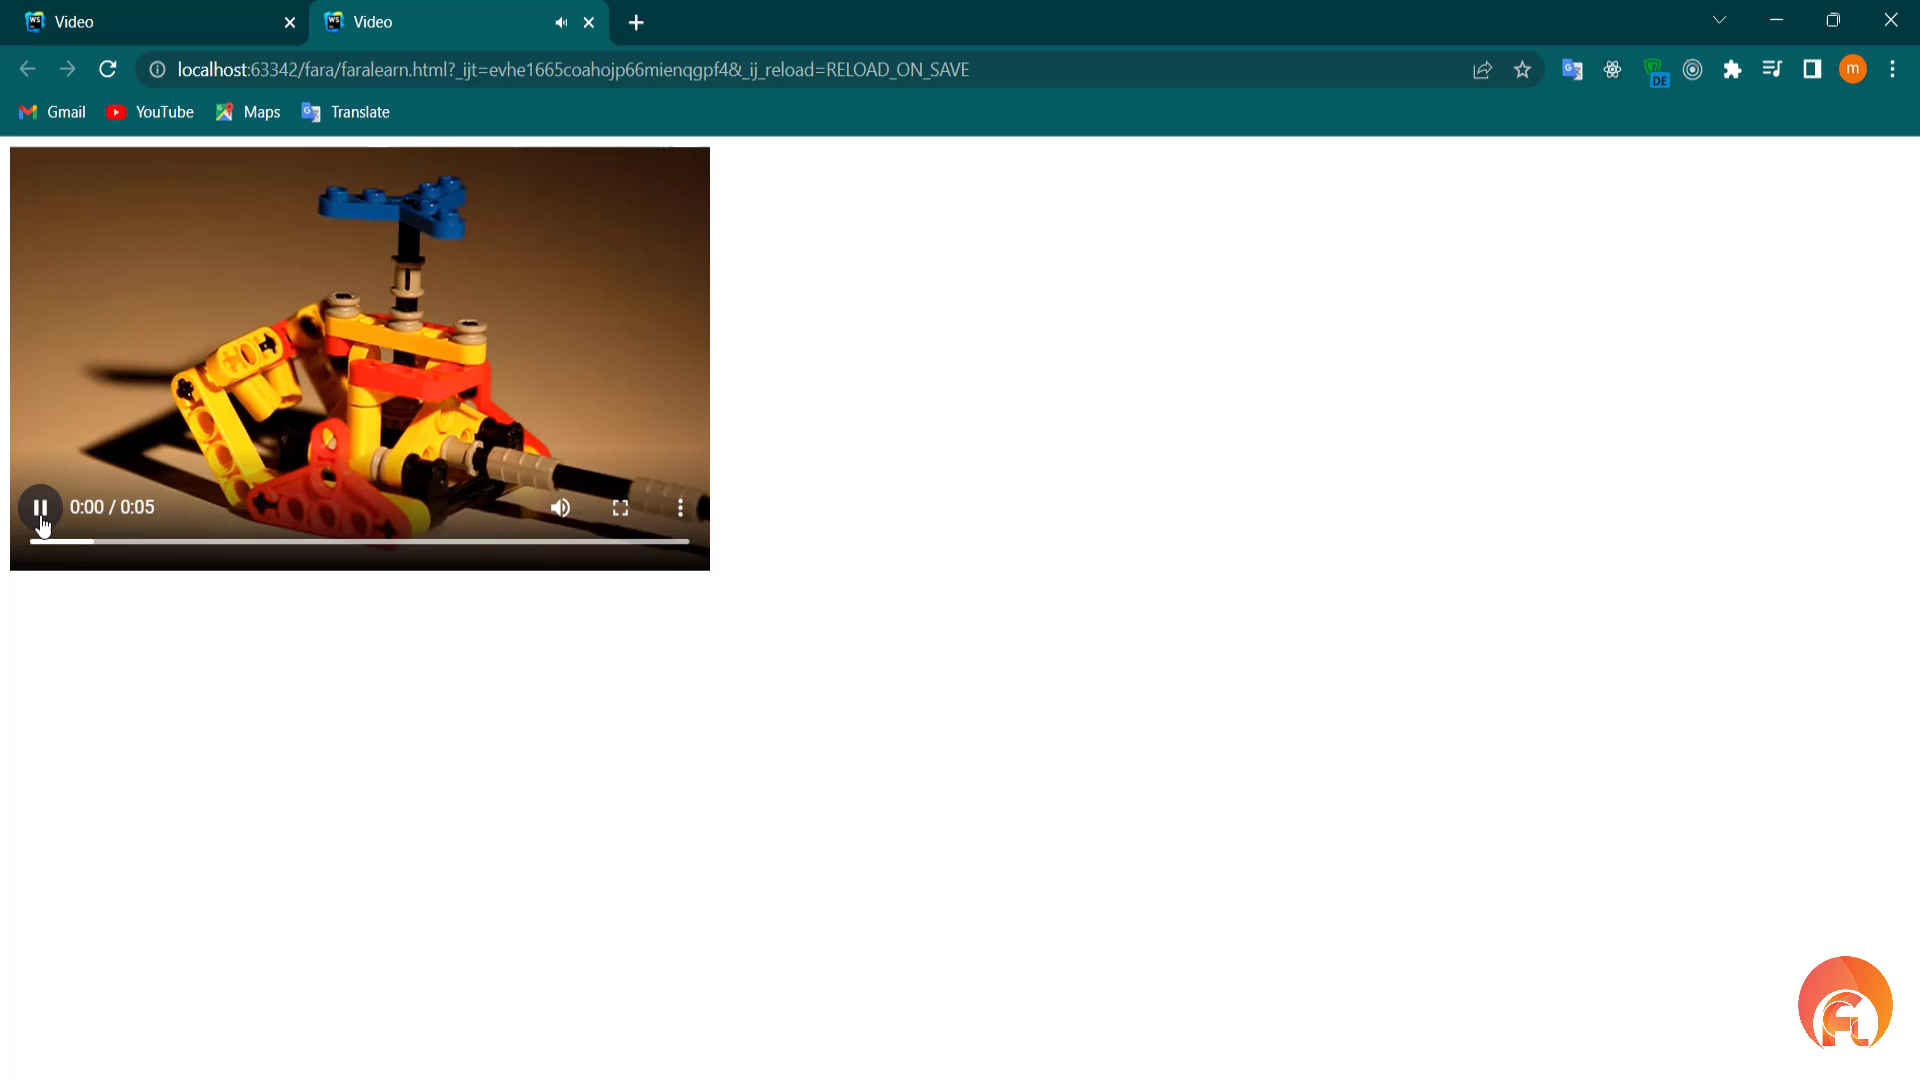 Video
Video
localhost:63342/fara/faralearn.html?_ijt=evhe1665coahojp66mienqgpf4&_ij_reload=RELOAD_ON_SAVE
DE
m
Gmail
YouTube
Maps
Translate
0:00 / 0:05